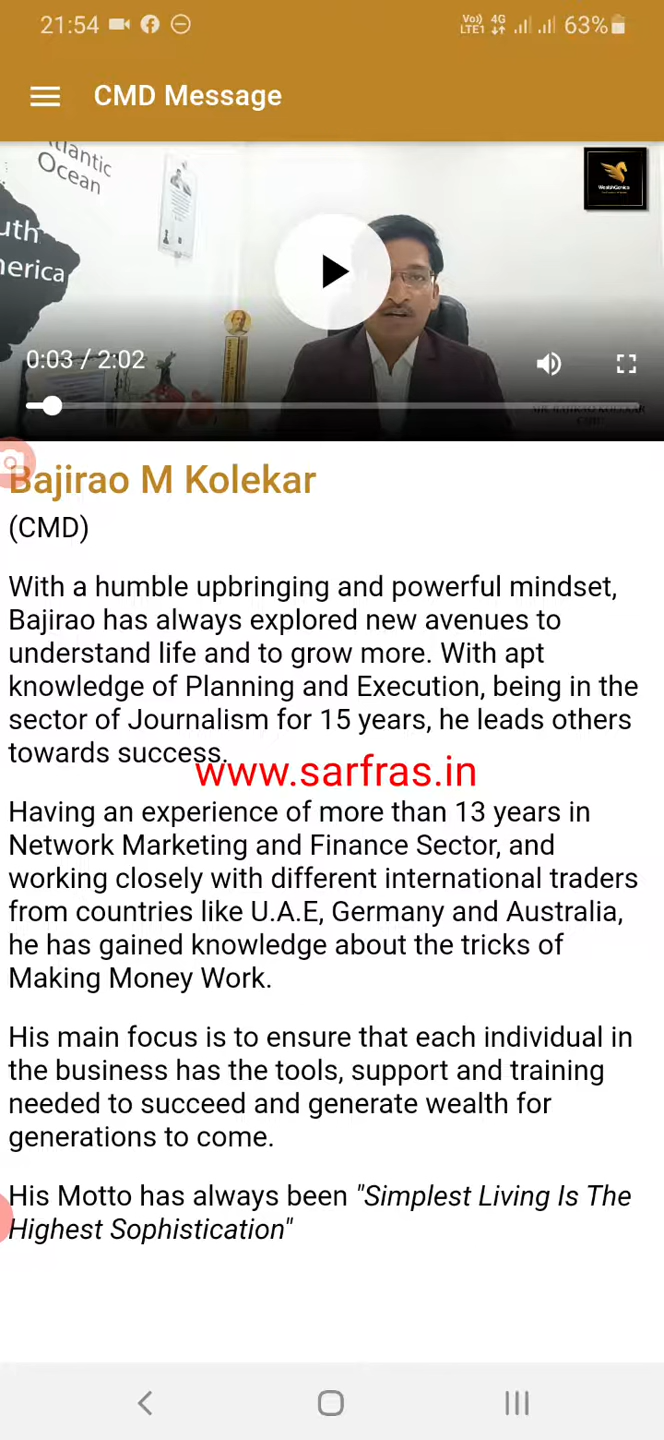 21:54
Vo)) 4G
LTE1
63%
CMD Message
Atlantic
Ocean
uth
nerica
WealthGenics
0:03 / 2:02
Bajirao M Kolekar
(CMD)
With a humble upbringing and powerful mindset,
Bajirao has always explored new avenues to
understand life and to grow more. With apt
knowledge of Planning and Execution, being in the
sector of Journalism for 15 years, he leads others
towards success.
www.sarfras.in
Having an experience of more than 13 years in
Network Marketing and Finance Sector, and
working closely with different international traders
from countries like U.A.E, Germany and Australia,
he has gained knowledge about the tricks of
Making Money Work.
His main focus is to ensure that each individual in
the business has the tools, support and training
needed to succeed and generate wealth for
generations to come.
His Motto has always been "Simplest Living Is The
Highest Sophistication"